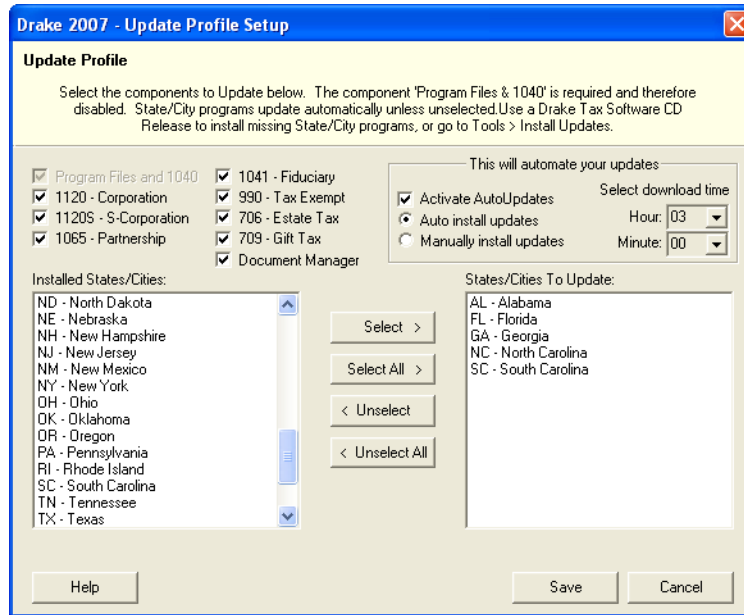 Drake 2007 - Update Profile Setup
Update Profile
Select the components to Update below. The component 'Program Files & 1040' is required and therefore
disabled. State/City programs update automatically unless unselected.Use a Drake Tax Software CD
Release to install missing State/City programs, or go to Tools > Install Updates.
Program Files and 1040
1120 - Corporation
1120S - S-Corporation
1065 - Partnership
1041 - Fiduciary
990 - Tax Exempt
706 - Estate Tax
709 - Gift Tax
Document Manager
This will automate your updates
Activate AutoUpdates
Auto install updates
Manually install updates
Select download time
Hour: 03
Minute: 00
Installed States/Cities:
ND - North Dakota
NE - Nebraska
NH - New Hampshire
NJ - New Jersey
NM - New Mexico
NY - New York
OH - Ohio
OK - Oklahoma
OR - Oregon
PA - Pennsylvania
RI - Rhode Island
SC - South Carolina
TN - Tennessee
TX - Texas
Select >
Select All >
< Unselect
< Unselect All
States/Cities To Update:
AL - Alabama
FL - Florida
GA - Georgia
NC - North Carolina
SC - South Carolina
Help
Save
Cancel